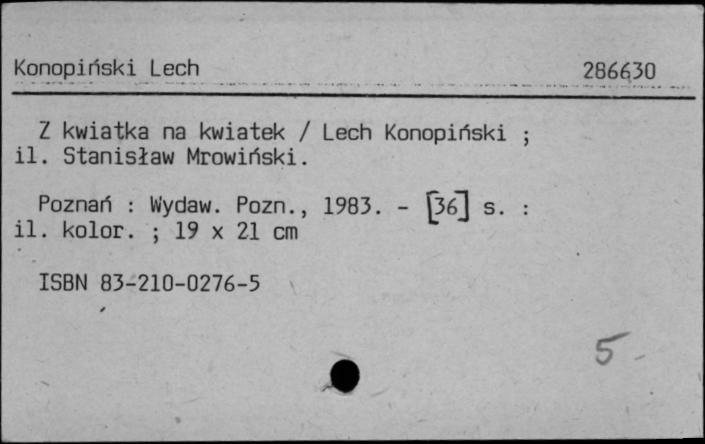 Konopiński Lech 286630
Z kwiatka na kwiatek / Lech Konopiński ;
il. Stanisław Mrowiński.
Poznań : Wydaw. Pozn., 1983. - [36] s. :
il. kolor. ; 19 x 21 cm
ISBN 83-210-0276-5
5-